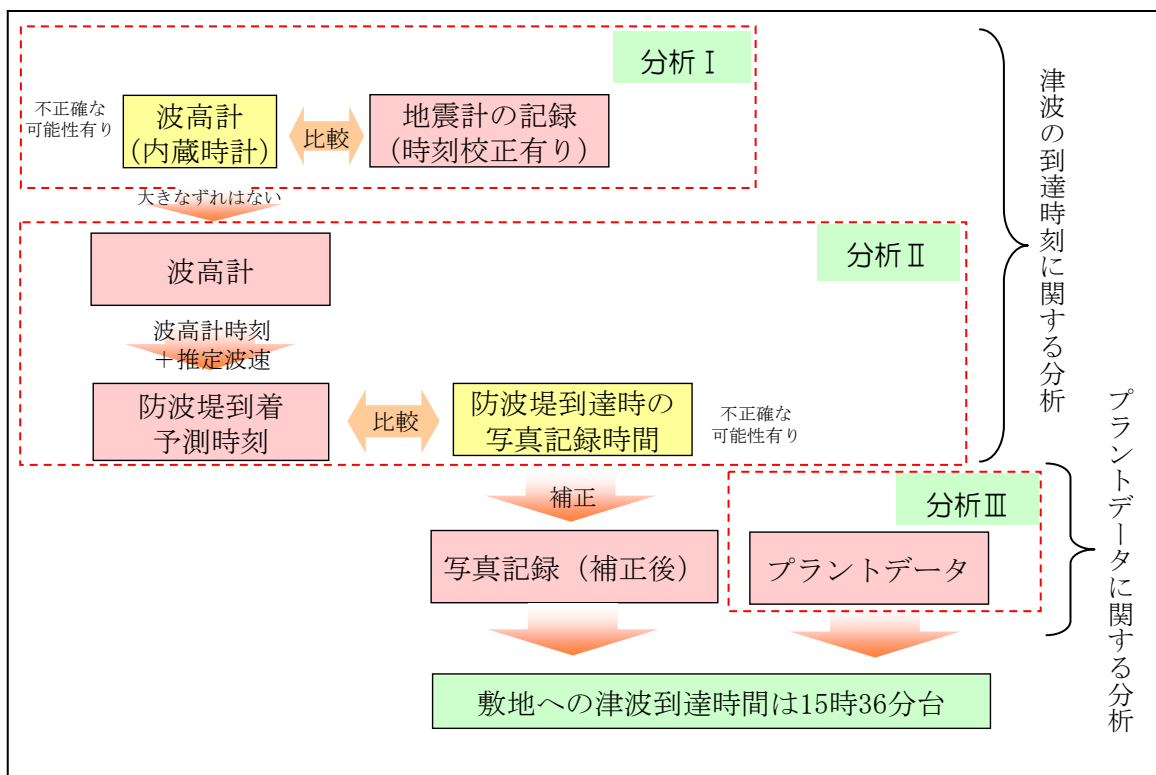 分析Ⅰ
不正確な
可能性有り
波高計
(内蔵時計)
比較
地震計の記録
(時刻校正有り)
大きなずれはない
分析Ⅱ
波高計
波高計時刻
＋推定波速
防波堤到着
予測時刻
比較
防波堤到達時の
写真記録時間
不正確な
可能性有り
津波の到達時刻に関する分析
補正
分析Ⅲ
写真記録（補正後）
プラントデータ
プラントデータに関する分析
敷地への津波到達時間は15時36分台